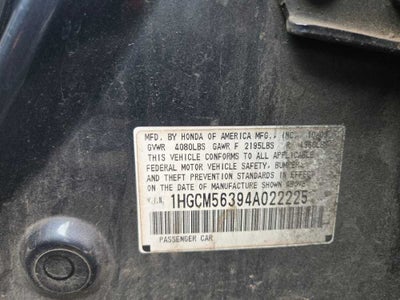 MFD. BY HONDA OF AMERICA MFG., INC.
GVWR 4080LBS GAWR F 2195LBS R
THIS VEHICLE CONFORMS TO ALL APPLICABLE
FEDERAL MOTOR VEHICLE SAFETY, BUMPER,
AND THEFT PREVENTION STANDARDS IN EFFECT
ON THE DATE OF MANUFACTURE SHOWN
V.I.N. 1HGCM56394A022225
PASSENGER CAR